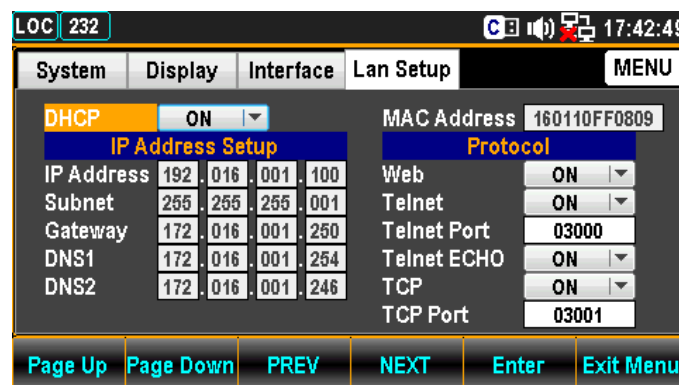 LOC 232 C 17:42:49
System Display Interface Lan Setup MENU
DHCP ON MAC Address 160110FF0809
IP Address Setup Protocol
IP Address 192 . 016 . 001 . 100 Web ON
Subnet 255 . 255 . 255 . 001 Telnet ON
Gateway 172 . 016 . 001 . 250 Telnet Port 03000
DNS1 172 . 016 . 001 . 254 Telnet ECHO ON
DNS2 172 . 016 . 001 . 246 TCP ON
TCP Port 03001
Page Up Page Down PREV NEXT Enter Exit Menu